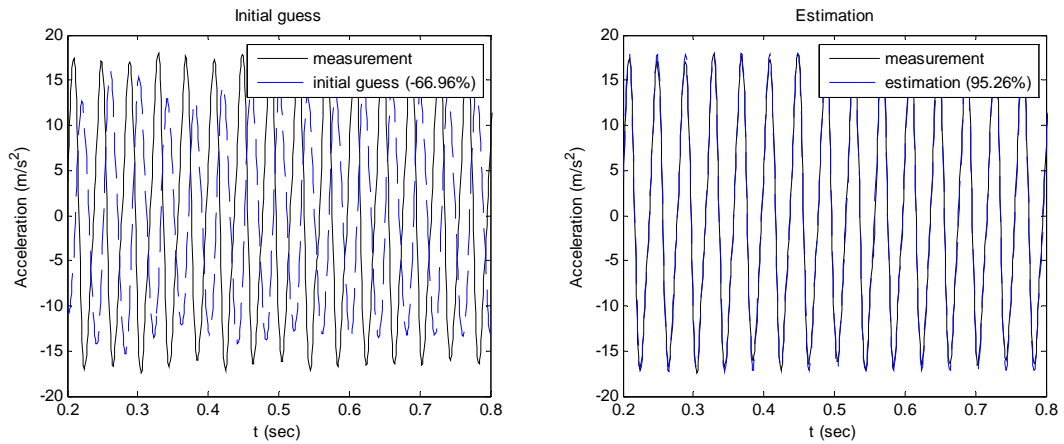 Initial guess
20
15
10
5
0
-5
-10
-15
-20
Acceleration (m/s²)
0.2 0.3 0.4 0.5 0.6 0.7 0.8
t (sec)
measurement
initial guess (-66.96%)
Estimation
20
15
10
5
0
-5
-10
-15
-20
Acceleration (m/s²)
0.2 0.3 0.4 0.5 0.6 0.7 0.8
t (sec)
measurement
estimation (95.26%)